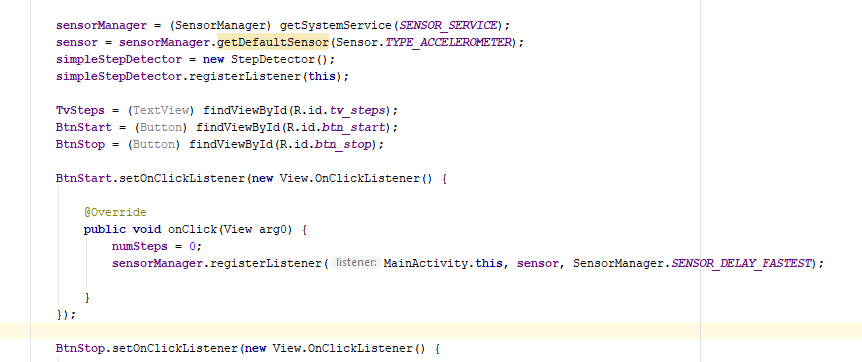 sensorManager = (SensorManager) getSystemService(SENSOR_SERVICE);
sensor = sensorManager.getDefaultSensor(Sensor.TYPE_ACCELEROMETER);
simpleStepDetector = new StepDetector();
simpleStepDetector.registerListener(this);
TvSteps = (TextView) findViewById(R.id.tv_steps);
BtnStart = (Button) findViewById(R.id.btn_start);
BtnStop = (Button) findViewById(R.id.btn_stop);
BtnStart.setOnClickListener(new View.OnClickListener() {
@Override
public void onClick(View arg0) {
numSteps = 0;
sensorManager.registerListener( listener: MainActivity.this, sensor, SensorManager.SENSOR_DELAY_FASTEST);
}
});
BtnStop.setOnClickListener(new View.OnClickListener() {